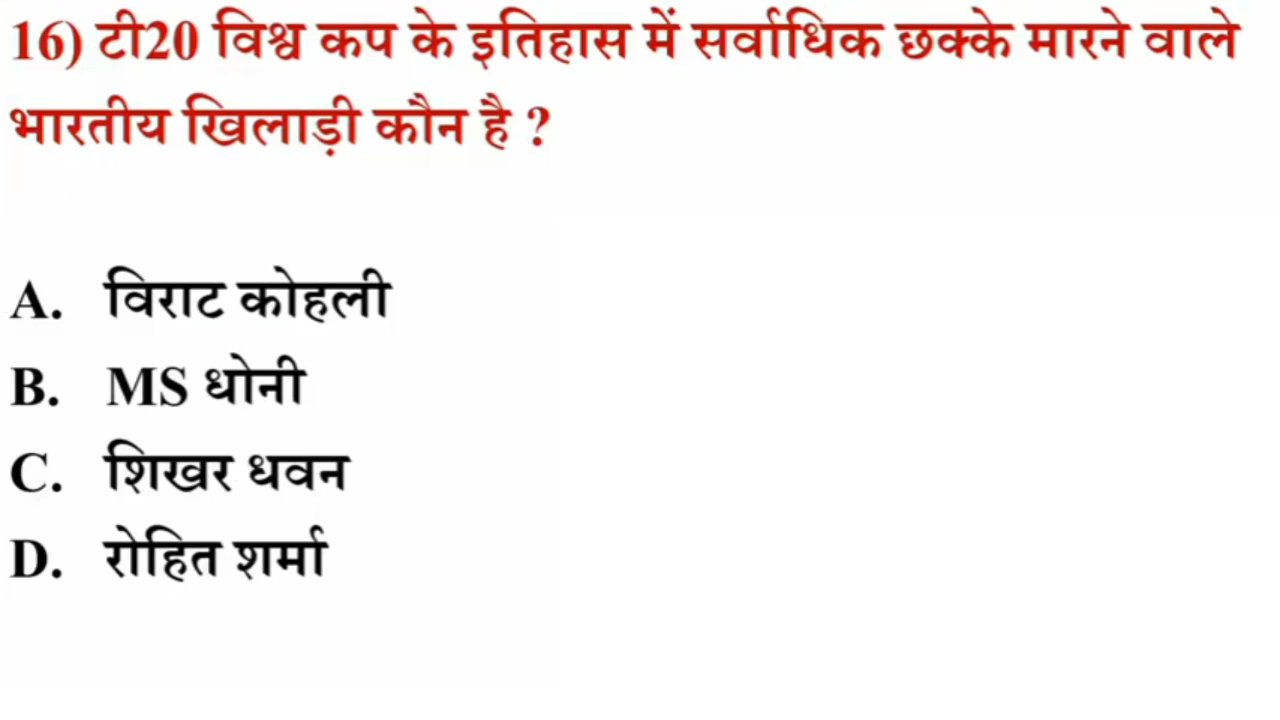 16) टी20 विश्व कप के इतिहास में सर्वाधिक छक्के मारने वाले
भारतीय खिलाड़ी कौन है ?
A. विराट कोहली
B. MS धोनी
C. शिखर धवन
D. रोहित शर्मा